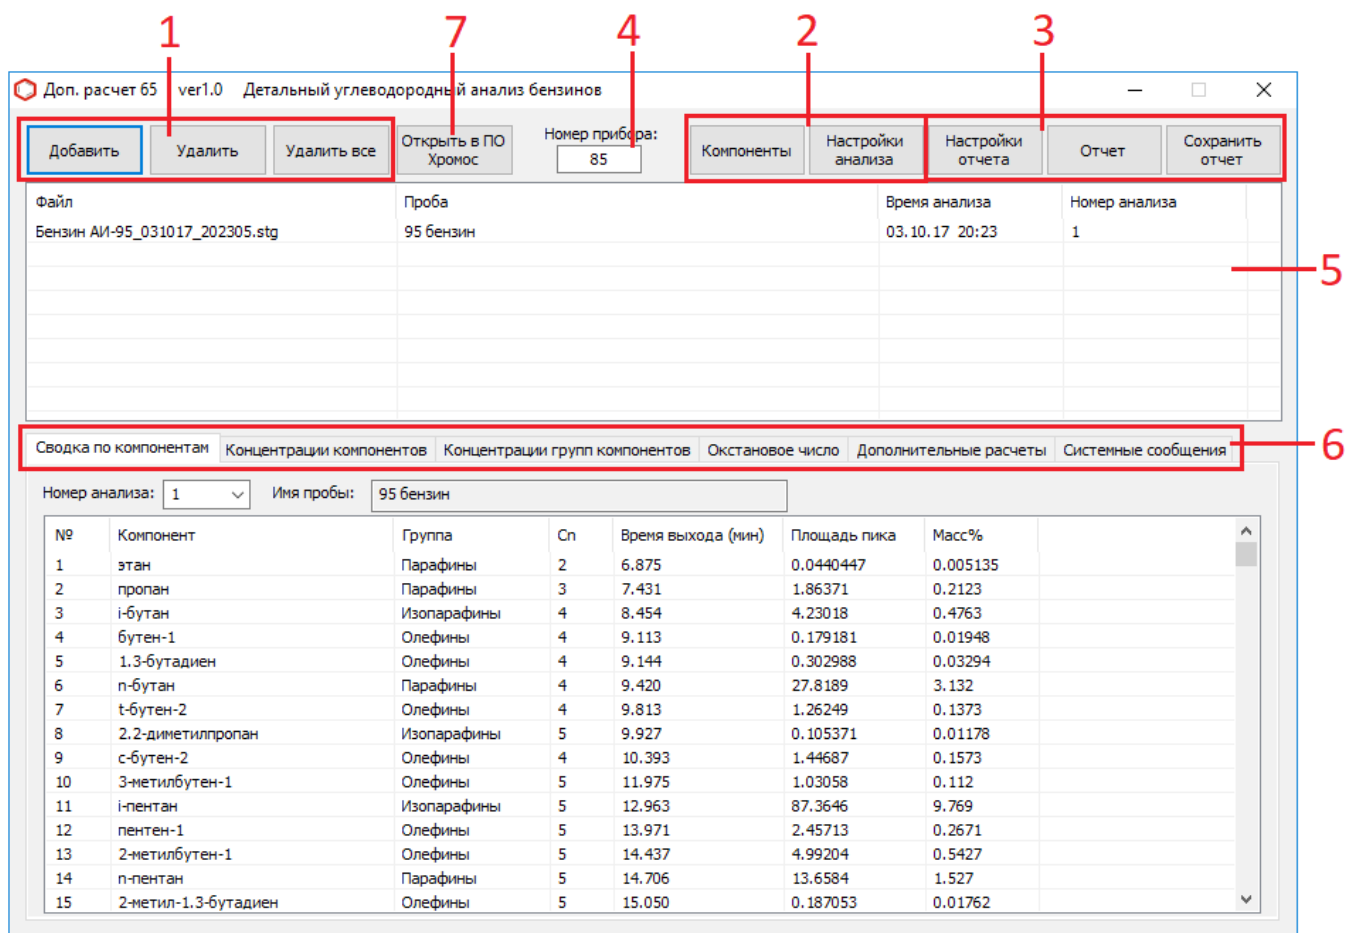 1 7 4 2 3
Доп. расчет 65 ver1.0 Детальный углеводородный анализ бензинов
Добавить Удалить Удалить все Открыть в ПО Хромос Номер прибора: 85 Компоненты Настройки анализа Настройки отчета Отчет Сохранить отчет
Файл Проба Время анализа Номер анализа
Бензин АИ-95_031017_202305.stg 95 бензин 03.10.17 20:23 1
5
Сводка по компонентам Концентрации компонентов Концентрации групп компонентов Окстановое число Дополнительные расчеты Системные сообщения
6
Номер анализа: 1 Имя пробы: 95 бензин
№ Компонент Группа Cn Время выхода (мин) Площадь пика Масс%
1 этан Парафины 2 6.875 0.0440447 0.005135
2 пропан Парафины 3 7.431 1.86371 0.2123
3 i-бутан Изопарафины 4 8.454 4.23018 0.4763
4 бутен-1 Олефины 4 9.113 0.179181 0.01948
5 1.3-бутадиен Олефины 4 9.144 0.302988 0.03294
6 n-бутан Парафины 4 9.420 27.8189 3.132
7 t-бутен-2 Олефины 4 9.813 1.26249 0.1373
8 2.2-диметилпропан Изопарафины 5 9.927 0.105371 0.01178
9 c-бутен-2 Олефины 4 10.393 1.44687 0.1573
10 3-метилбутен-1 Олефины 5 11.975 1.03058 0.112
11 i-пентан Изопарафины 5 12.963 87.3646 9.769
12 пентен-1 Олефины 5 13.971 2.45713 0.2671
13 2-метилбутен-1 Олефины 5 14.437 4.99204 0.5427
14 n-пентан Парафины 5 14.706 13.6584 1.527
15 2-метил-1.3-бутадиен Олефины 5 15.050 0.187053 0.01762